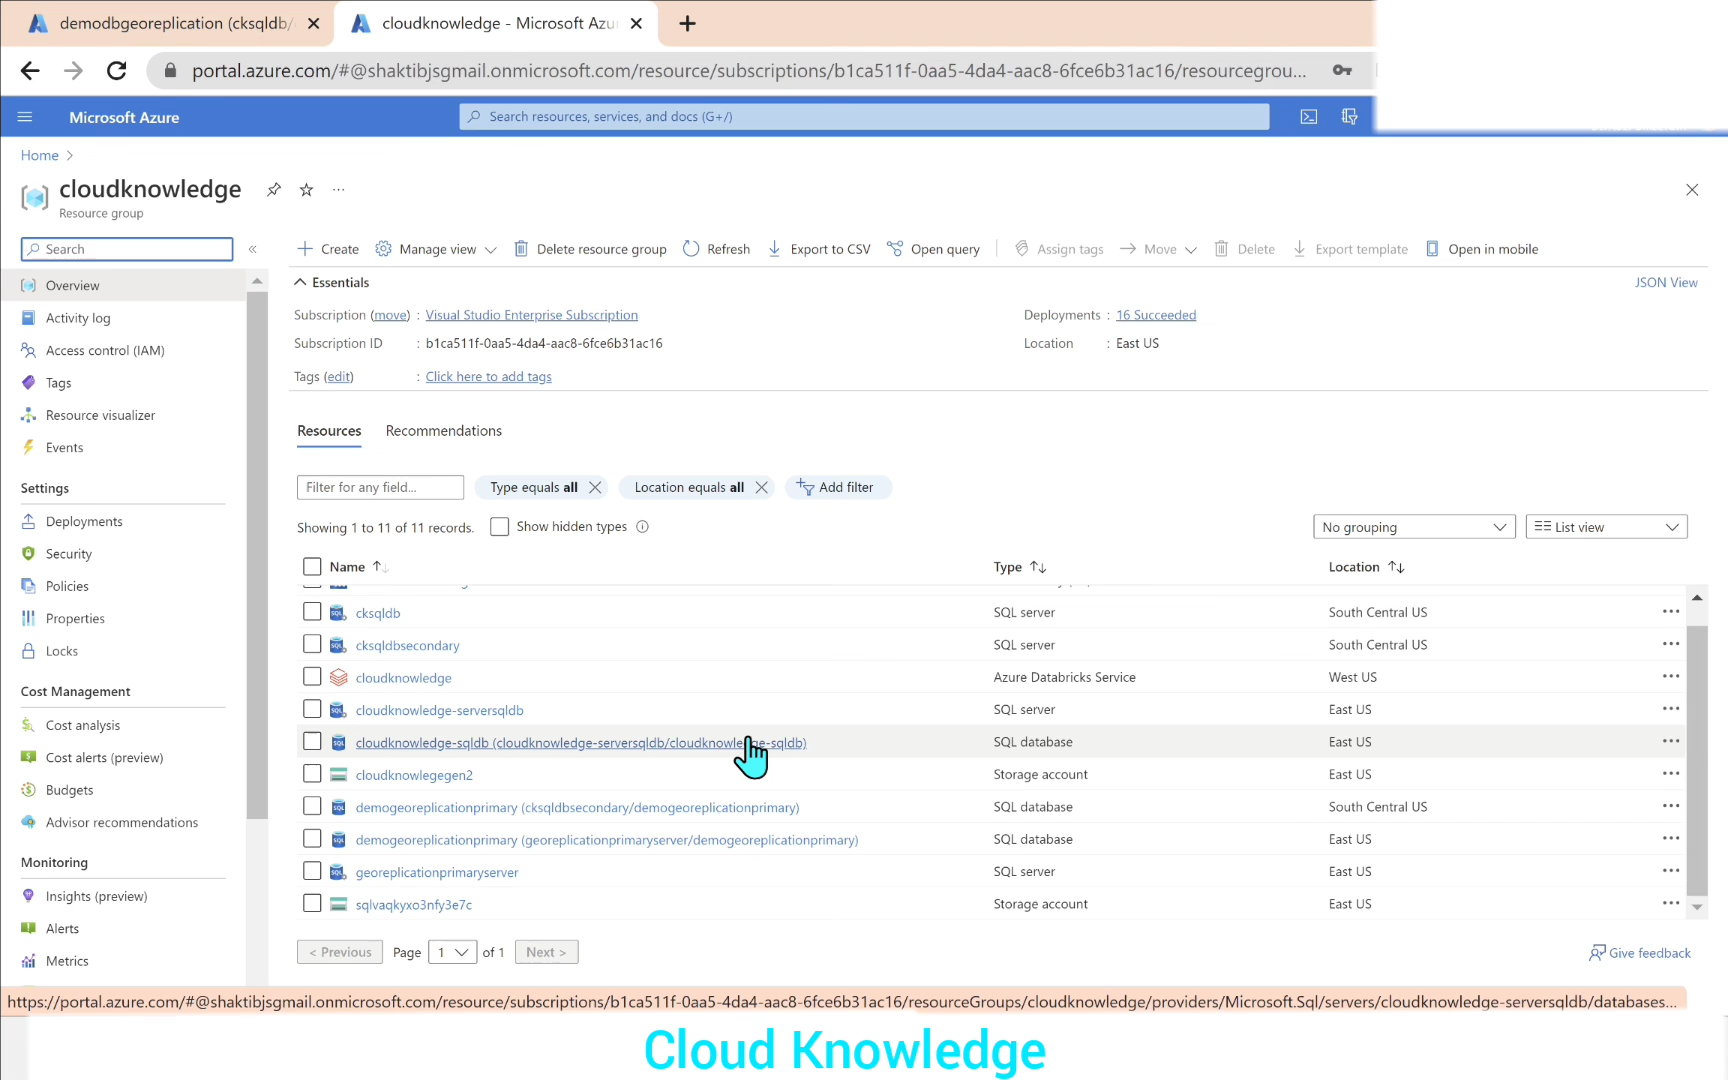 demodbgeoreplication (cksqldb/
cloudknowledge - Microsoft Azu
portal.azure.com/#@shaktibjsgmail.onmicrosoft.com/resource/subscriptions/b1ca511f-0aa5-4da4-aac8-6fce6b31ac16/resourcegrou...
Microsoft Azure
Search resources, services, and docs (G+/)
Home
cloudknowledge
Resource group
Search
Create Manage view Delete resource group Refresh Export to CSV Open query Assign tags Move Delete Export template Open in mobile
Overview
Activity log
Access control (IAM)
Tags
Resource visualizer
Events
Settings
Deployments
Security
Policies
Properties
Locks
Cost Management
Cost analysis
Cost alerts (preview)
Budgets
Advisor recommendations
Monitoring
Insights (preview)
Alerts
Metrics
Essentials
JSON View
Subscription (move) : Visual Studio Enterprise Subscription
Deployments : 16 Succeeded
Subscription ID : b1ca511f-0aa5-4da4-aac8-6fce6b31ac16
Location : East US
Tags (edit) : Click here to add tags
Resources Recommendations
Filter for any field... Type equals all Location equals all Add filter
Showing 1 to 11 of 11 records. Show hidden types
No grouping List view
Name Type Location
cksqldb SQL server South Central US
cksqldbsecondary SQL server South Central US
cloudknowledge Azure Databricks Service West US
cloudknowledge-serversqldb SQL server East US
cloudknowledge-sqldb (cloudknowledge-serversqldb/cloudknowledge-sqldb) SQL database East US
cloudknowlegegen2 Storage account East US
demogeoreplicationprimary (cksqldbsecondary/demogeoreplicationprimary) SQL database South Central US
demogeoreplicationprimary (georeplicationprimaryserver/demogeoreplicationprimary) SQL database East US
georeplicationprimaryserver SQL server East US
sqlvaqkyxo3nfy3e7c Storage account East US
< Previous Page 1 of 1 Next >
Give feedback
https://portal.azure.com/#@shaktibjsgmail.onmicrosoft.com/resource/subscriptions/b1ca511f-0aa5-4da4-aac8-6fce6b31ac16/resourceGroups/cloudknowledge/providers/Microsoft.Sql/servers/cloudknowledge-serversqldb/databases...
Cloud Knowledge